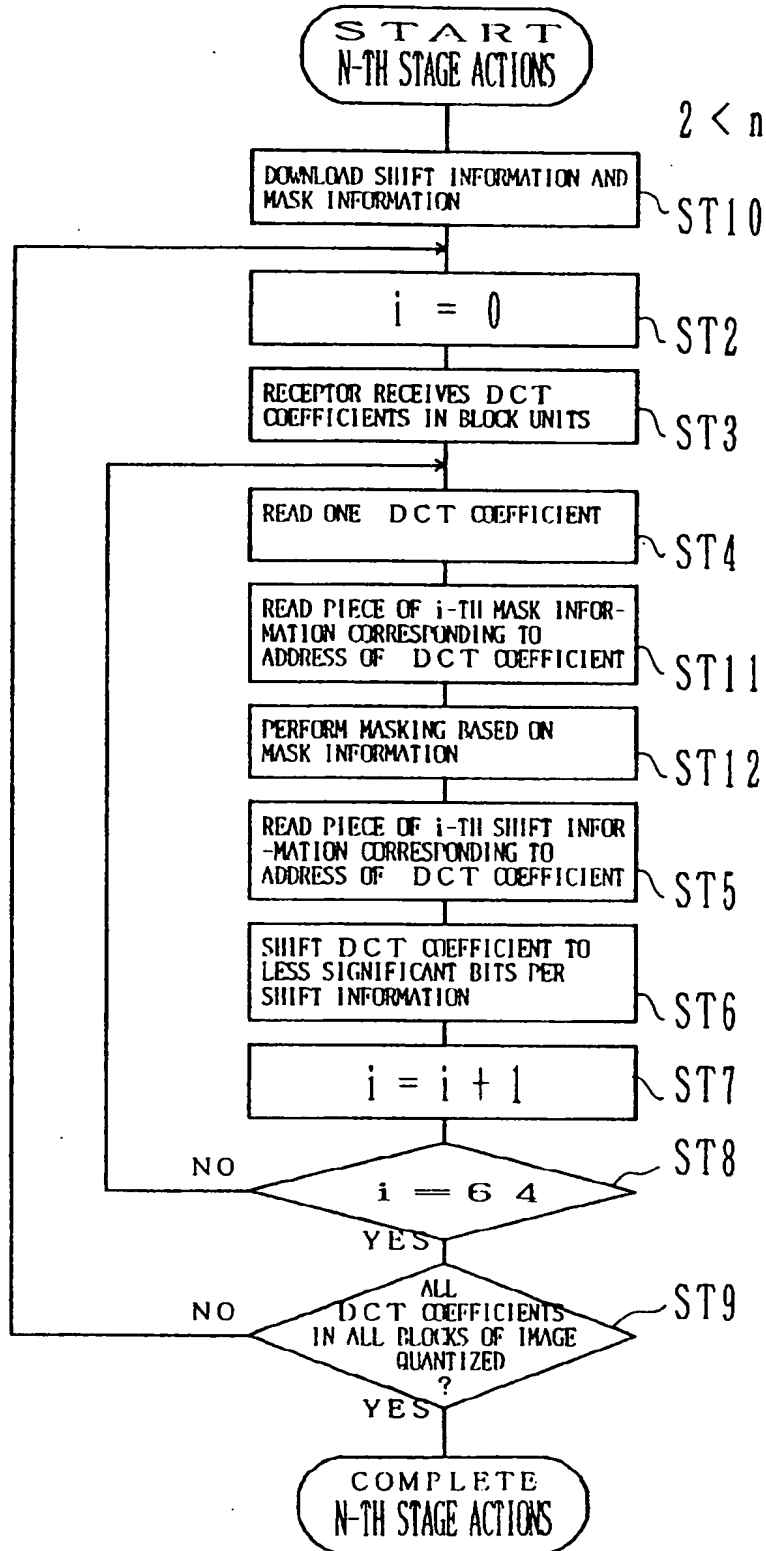 START
N-TH STAGE ACTIONS
2 < n
DOWNLOAD SHIFT INFORMATION AND
MASK INFORMATION
ST10
i = 0
ST2
RECEPTOR RECEIVES DCT
COEFFICIENTS IN BLOCK UNITS
ST3
READ ONE DCT COEFFICIENT
ST4
READ PIECE OF i-TH MASK INFOR-
MATION CORRESPONDING TO
ADDRESS OF DCT COEFFICIENT
ST11
PERFORM MASKING BASED ON
MASK INFORMATION
ST12
READ PIECE OF i-TH SHIFT INFOR
-MATION CORRESPONDING TO
ADDRESS OF DCT COEFFICIENT
ST5
SHIFT DCT COEFFICIENT TO
LESS SIGNIFICANT BITS PER
SHIFT INFORMATION
ST6
i = i + 1
ST7
NO
i == 6 4
ST8
YES
NO
ALL
DCT COEFFICIENTS
IN ALL BLOCKS OF IMAGE
QUANTIZED
?
ST9
YES
COMPLETE
N-TH STAGE ACTIONS